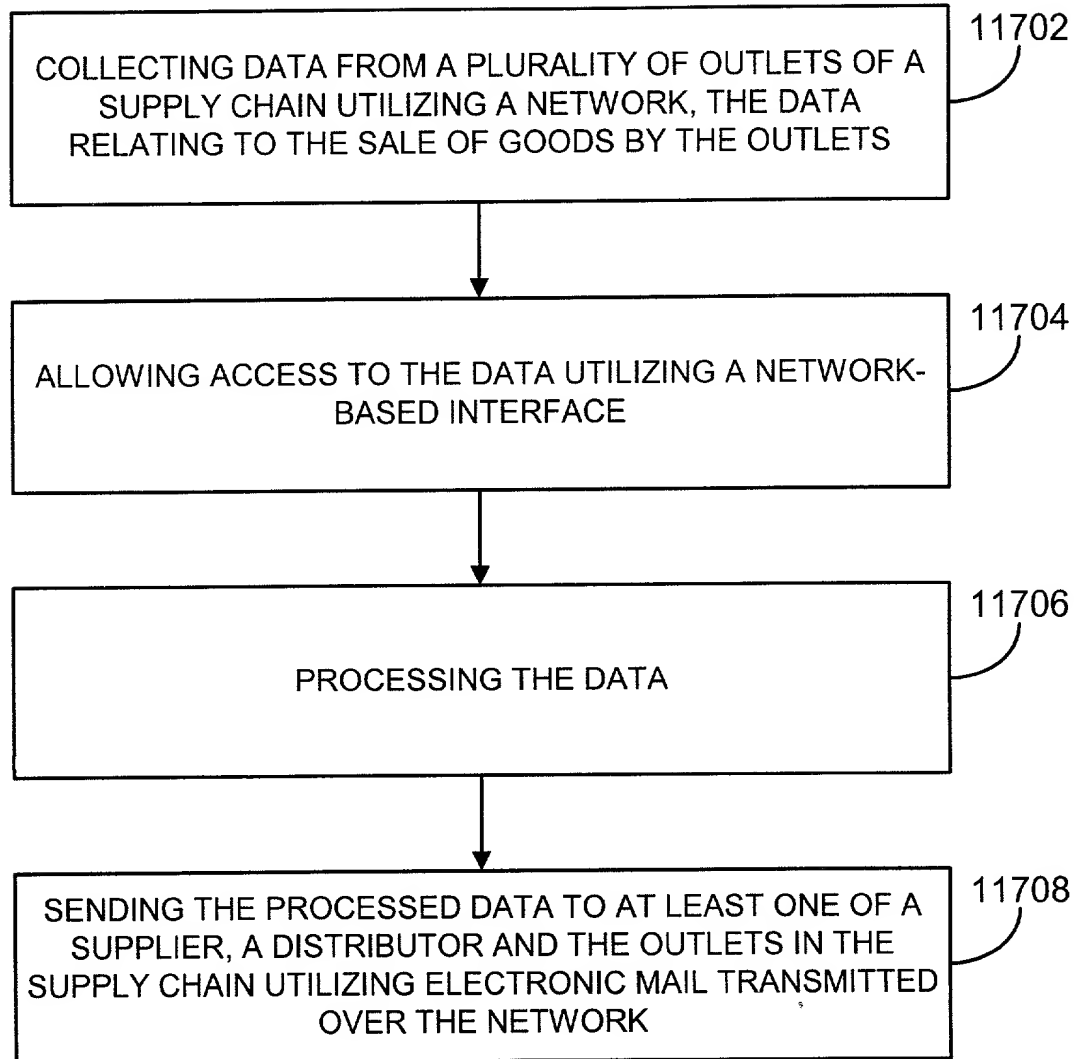 11702
COLLECTING DATA FROM A PLURALITY OF OUTLETS OF A
SUPPLY CHAIN UTILIZING A NETWORK, THE DATA
RELATING TO THE SALE OF GOODS BY THE OUTLETS
11704
ALLOWING ACCESS TO THE DATA UTILIZING A NETWORK-
BASED INTERFACE
11706
PROCESSING THE DATA
11708
SENDING THE PROCESSED DATA TO AT LEAST ONE OF A
SUPPLIER, A DISTRIBUTOR AND THE OUTLETS IN THE
SUPPLY CHAIN UTILIZING ELECTRONIC MAIL TRANSMITTED
OVER THE NETWORK